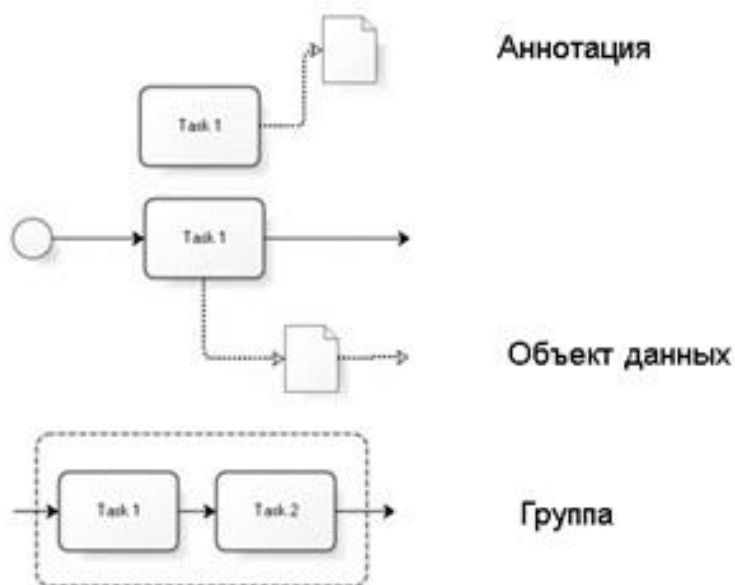 Аннотация
Task 1
Task 1
Объект данных
Task 1
Task 2
Группа